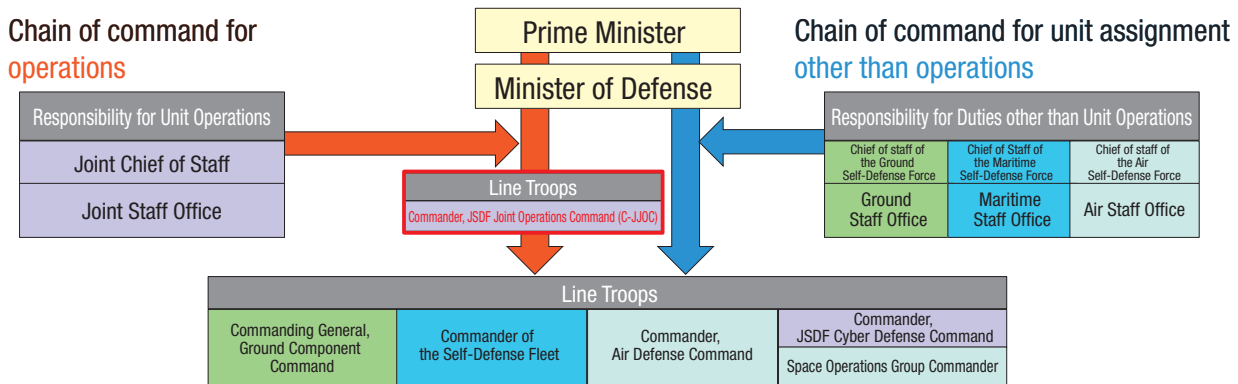 Chain of command for
operations
Prime Minister
Minister of Defense
Chain of command for unit assignment
other than operations
Responsibility for Unit Operations
Joint Chief of Staff
Joint Staff Office
Responsibility for Duties other than Unit Operations
Chief of staff of
the Ground
Self-Defense Force
Chief of Staff of
the Maritime
Self-Defense Force
Chief of staff of
the Air
Self-Defense Force
Ground
Staff Office
Maritime
Staff Office
Air Staff Office
Line Troops
Commander, JSDF Joint Operations Command (C-JJOC)
Line Troops
Commanding General,
Ground Component
Command
Commander of
the Self-Defense Fleet
Commander,
Air Defense Command
Commander,
JSDF Cyber Defense Command
Space Operations Group Commander